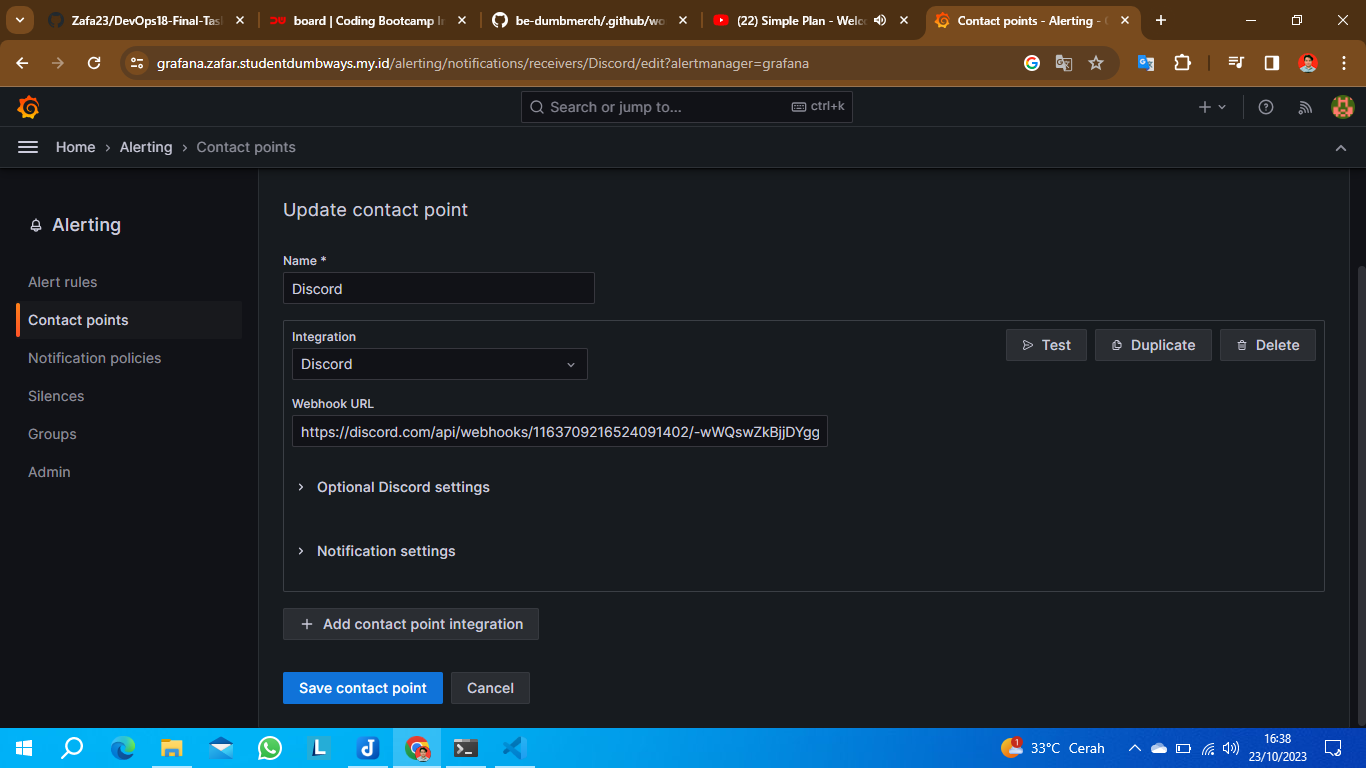 Zafa23/DevOps18-Final-Tas
board | Coding Bootcamp In
be-dumbmerch/.github/wo
(22) Simple Plan - Welco
Contact points - Alerting -
grafana.zafar.studentdumbways.my.id/alerting/notifications/receivers/Discord/edit?alertmanager=grafana
Search or jump to...
ctrl+k
Home
Alerting
Contact points
Alerting
Alert rules
Contact points
Notification policies
Silences
Groups
Admin
Update contact point
Name *
Discord
Integration
Discord
Test
Duplicate
Delete
Webhook URL
https://discord.com/api/webhooks/1163709216524091402/-wWQswZkBjjDYgg
Optional Discord settings
Notification settings
Add contact point integration
Save contact point
Cancel
1
33°C Cerah
16:38
23/10/2023